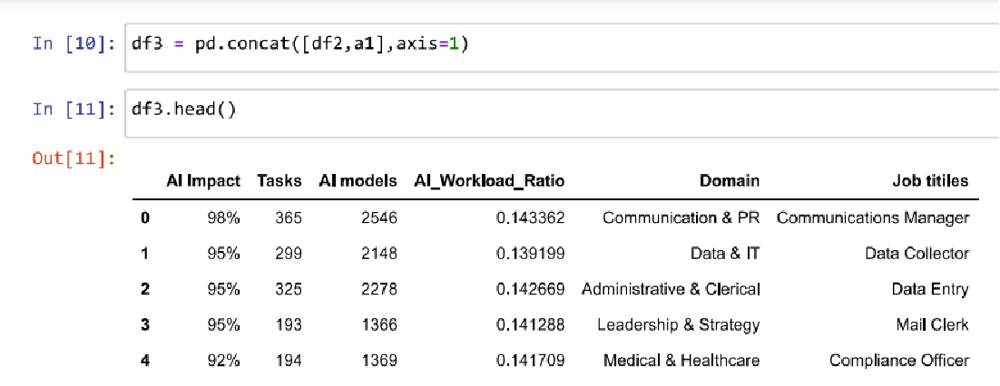 In [10]: df3 = pd.concat([df2,a1],axis=1)
In [11]: df3.head()
Out[11]:
AI Impact Tasks AI models AI_Workload_Ratio Domain Job titiles
0 98% 365 2546 0.143362 Communication & PR Communications Manager
1 95% 299 2148 0.139199 Data & IT Data Collector
2 95% 325 2278 0.142669 Administrative & Clerical Data Entry
3 95% 193 1366 0.141288 Leadership & Strategy Mail Clerk
4 92% 194 1369 0.141709 Medical & Healthcare Compliance Officer